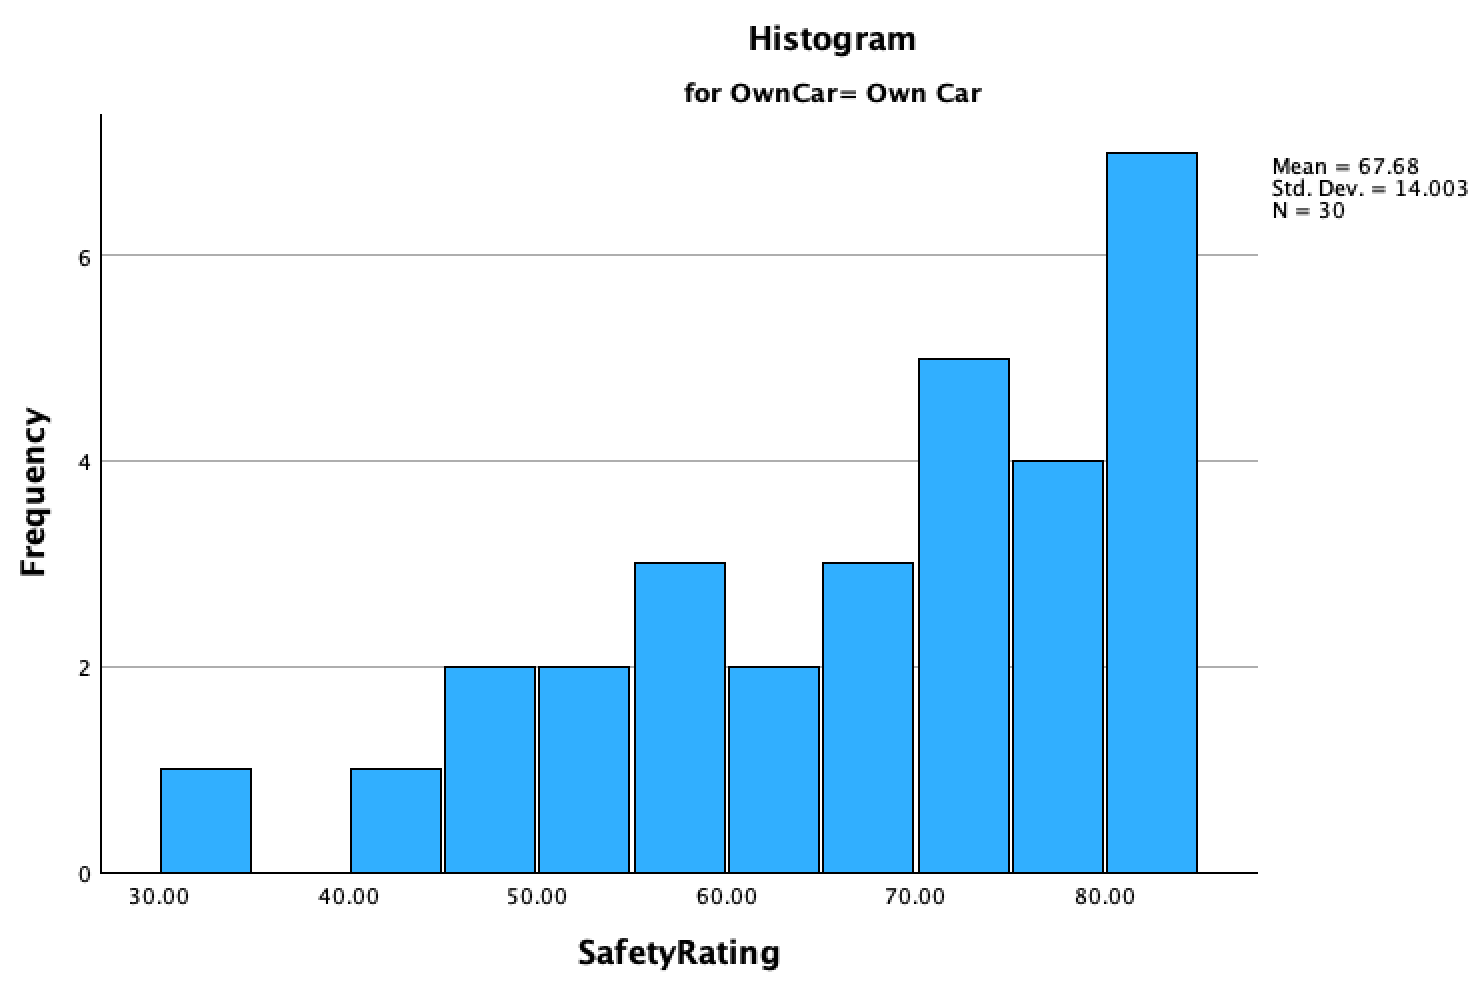 Histogram
for OwnCar= Own Car
Mean = 67.68
Std. Dev. = 14.003
N = 30
Frequency
6
4
2
0
30.00 40.00 50.00 60.00 70.00 80.00
SafetyRating